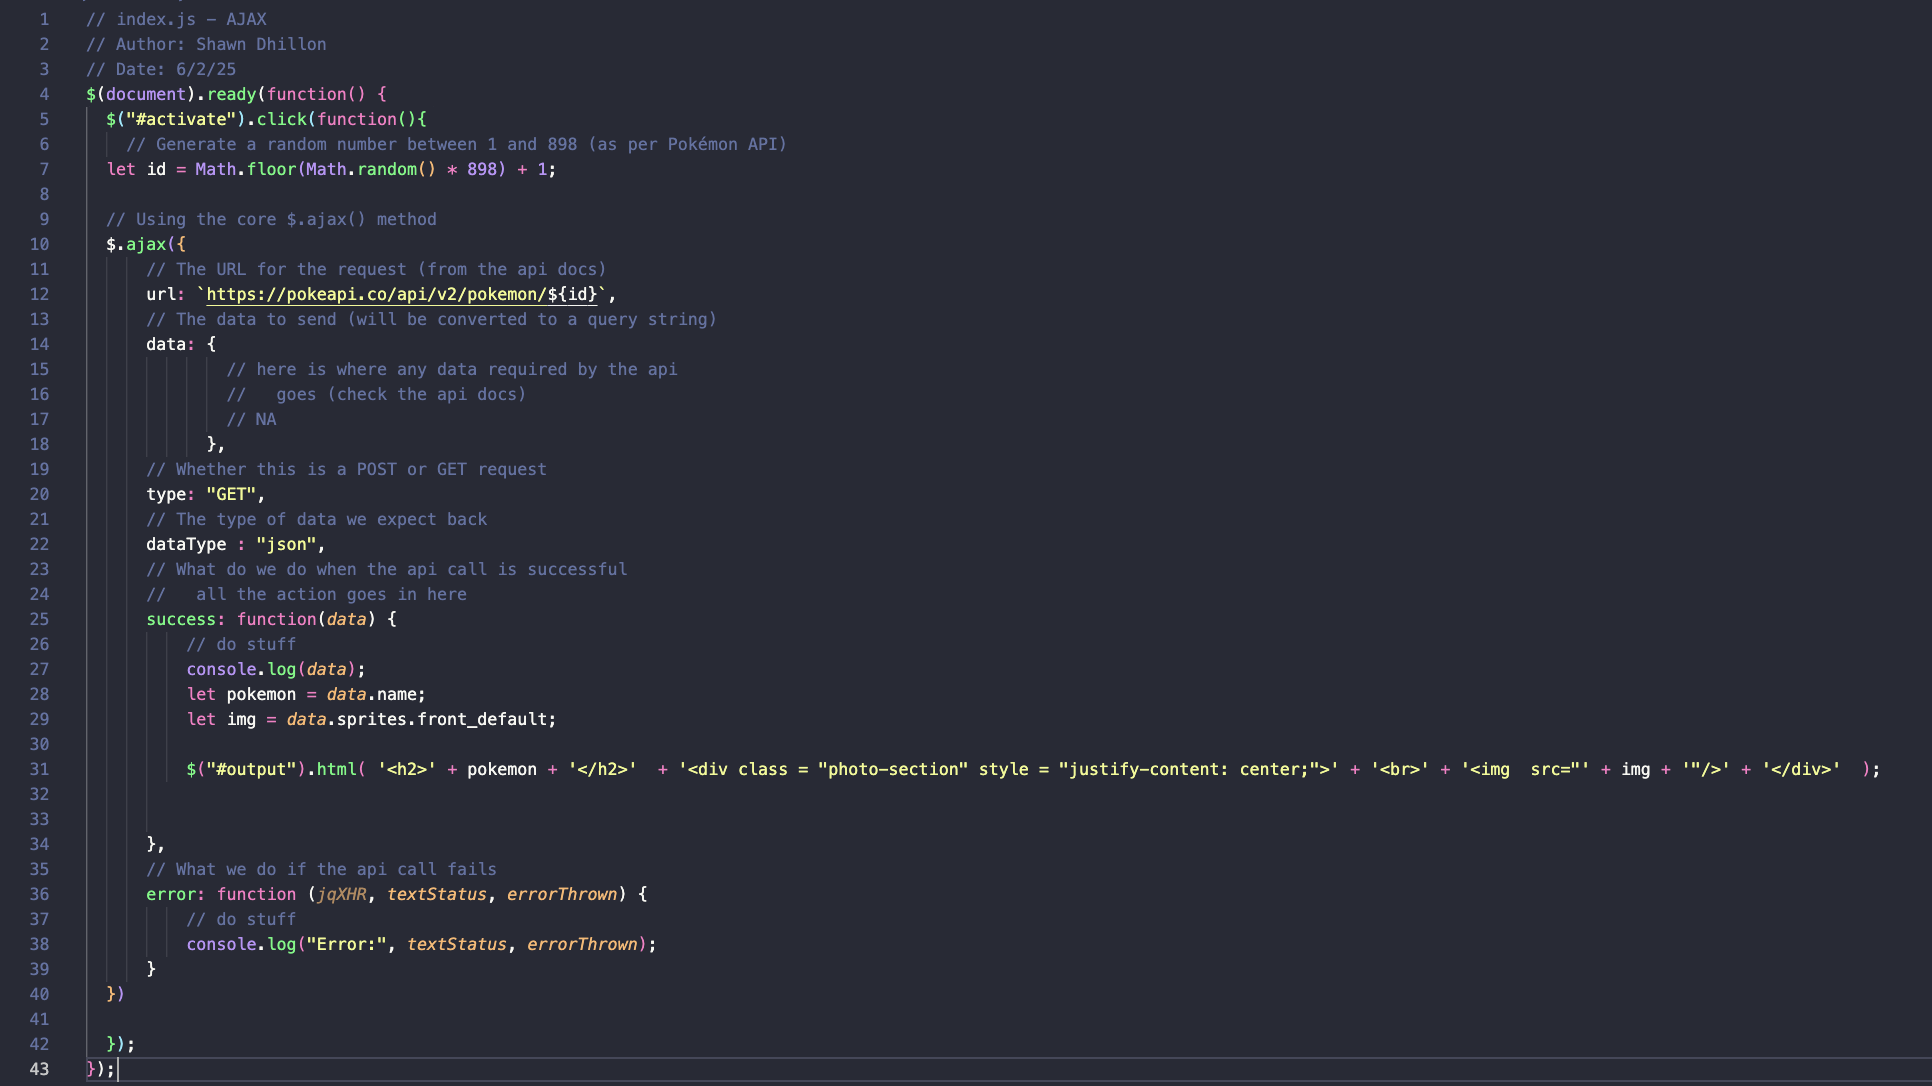 1 // index.js – AJAX
2 // Author: Shawn Dhillon
3 // Date: 6/2/25
4 $(document).ready(function() {
5 $("#activate").click(function(){
6 // Generate a random number between 1 and 898 (as per Pokémon API)
7 let id = Math.floor(Math.random() * 898) + 1;
8
9 // Using the core $.ajax() method
10 $.ajax({
11 // The URL for the request (from the api docs)
12 url: `https://pokeapi.co/api/v2/pokemon/${id}`,
13 // The data to send (will be converted to a query string)
14 data: {
15 // here is where any data required by the api
16 //   goes (check the api docs)
17 // NA
18 },
19 // Whether this is a POST or GET request
20 type: "GET",
21 // The type of data we expect back
22 dataType : "json",
23 // What do we do when the api call is successful
24 //   all the action goes in here
25 success: function(data) {
26 // do stuff
27 console.log(data);
28 let pokemon = data.name;
29 let img = data.sprites.front_default;
30
31 $("#output").html( '<h2>' + pokemon + '</h2>'  + '<div class = "photo-section" style = "justify-content: center;">' + '<br>' + '<img  src="' + img + '"/>' + '</div>'  );
32
33
34 },
35 // What we do if the api call fails
36 error: function (jqXHR, textStatus, errorThrown) {
37 // do stuff
38 console.log("Error:", textStatus, errorThrown);
39 }
40 })
41
42 });
43 });